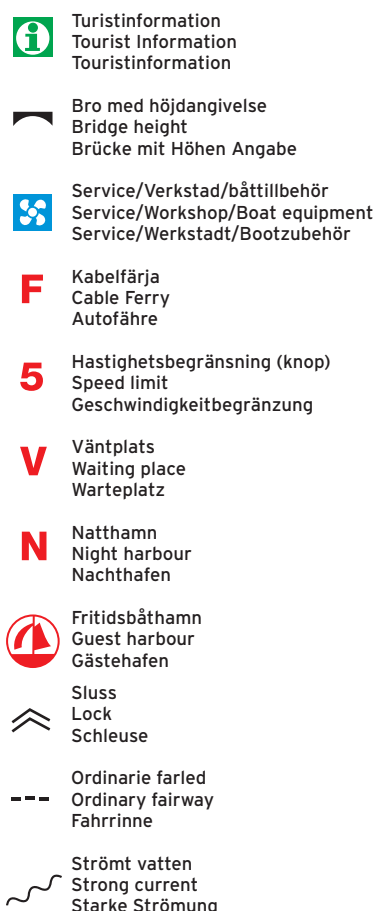 Turistinformation
Tourist Information
Touristinformation
Bro med höjdangivelse
Bridge height
Brücke mit Höhen Angabe
Service/Verkstad/båttillbehör
Service/Workshop/Boat equipment
Service/Werkstadt/Bootzubehör
F
Kabelfärja
Cable Ferry
Autofähre
5
Hastighetsbegränsning (knop)
Speed limit
Geschwindigkeitbegränzung
V
Väntplats
Waiting place
Warteplatz
N
Natthamn
Night harbour
Nachthafen
Fritidsbåthamn
Guest harbour
Gästehafen
Sluss
Lock
Schleuse
Ordinarie farled
Ordinary fairway
Fahrrinne
Strömt vatten
Strong current
Starke Strömung